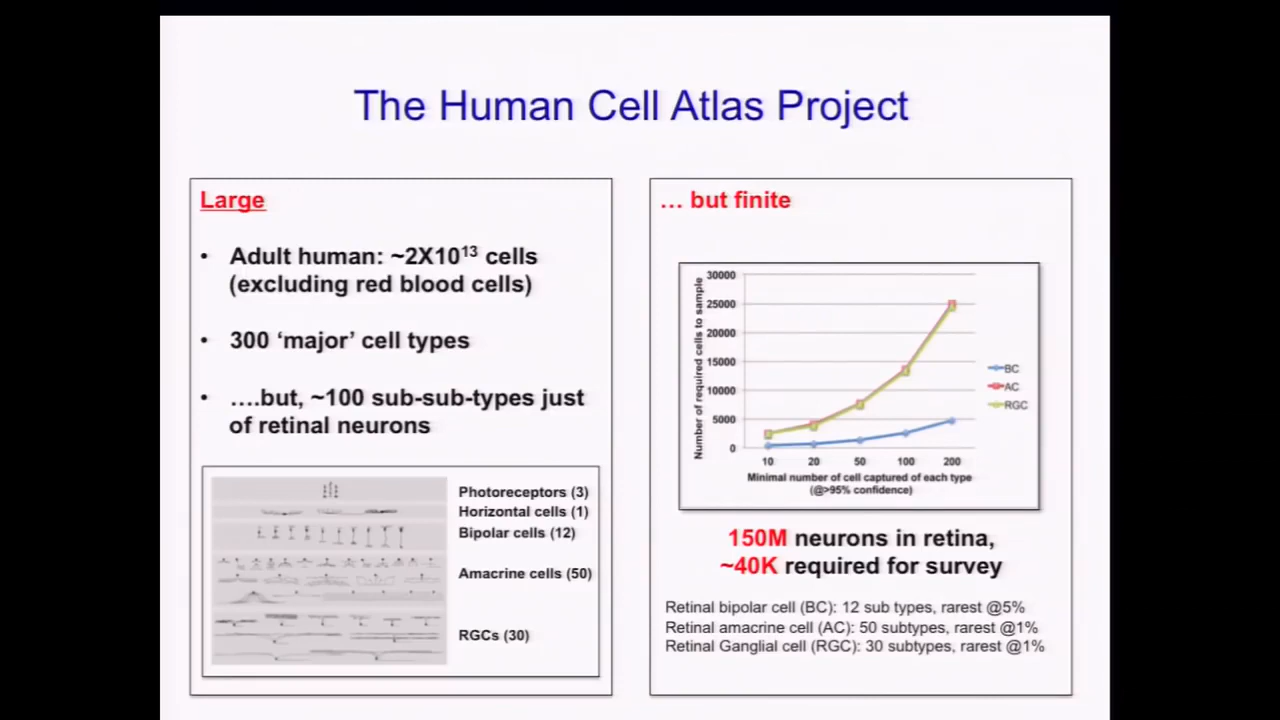 The Human Cell Atlas Project
Large
• Adult human: ~2X10¹³ cells
(excluding red blood cells)
• 300 ‘major’ cell types
• ….but, ~100 sub-sub-types just
of retinal neurons
Photoreceptors (3)
Horizontal cells (1)
Bipolar cells (12)
Amacrine cells (50)
RGCs (30)
… but finite
Number of required cells to sample
30000
25000
20000
15000
10000
5000
0
10 20 50 100 200
Minimal number of cell captured of each type
(@>95% confidence)
BC
AC
RGC
150M neurons in retina,
~40K required for survey
Retinal bipolar cell (BC): 12 sub types, rarest @5%
Retinal amacrine cell (AC): 50 subtypes, rarest @1%
Retinal Ganglial cell (RGC): 30 subtypes, rarest @1%